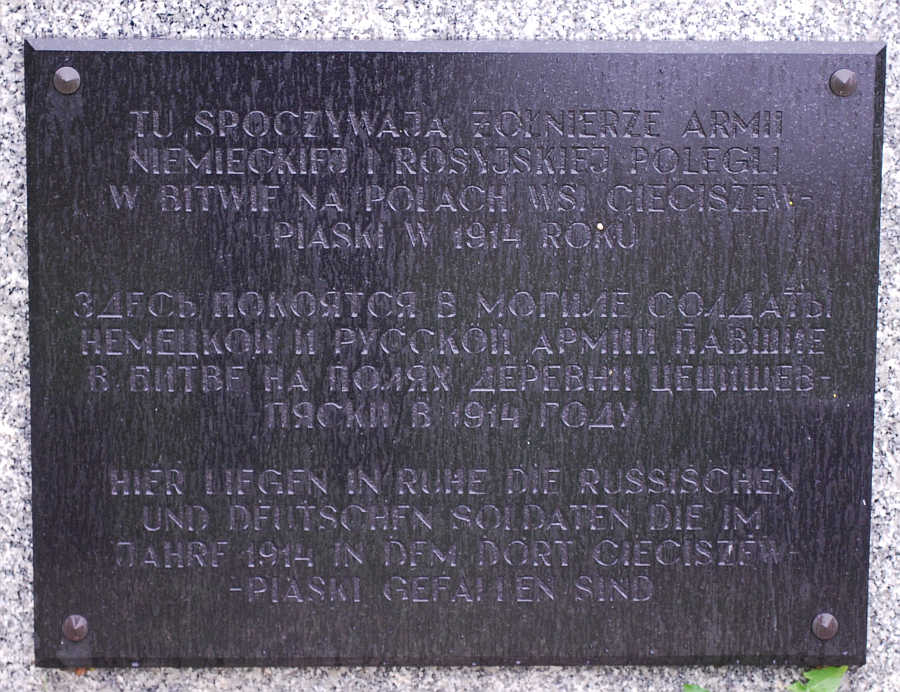 TU SPOCZYWAJĄ ŻOŁNIERZE ARMII
NIEMIECKIEJ I ROSYJSKIEJ POLEGLI
W BITWIE NA POLACH WSI CIECISZEW-
-PIASKI W 1914 ROKU
ЗДЕСЬ ПОКОЯТСЯ В МОГИЛЕ СОЛДАТЫ
НЕМЕЦКОЙ И РУССКОЙ АРМИИ ПАВШИЕ
В БИТВЕ НА ПОЛЯХ ДЕРЕВНИ ЦЕЦИШЕВ-
-ПЯСКИ В 1914 ГОДУ
HIER LIEGEN IN RUHE DIE RUSSISCHEN
UND DEUTSCHEN SOLDATEN DIE IM
JAHRE 1914 IN DEM DORT CIECISZEW-
-PIASKI GEFALLEN SIND